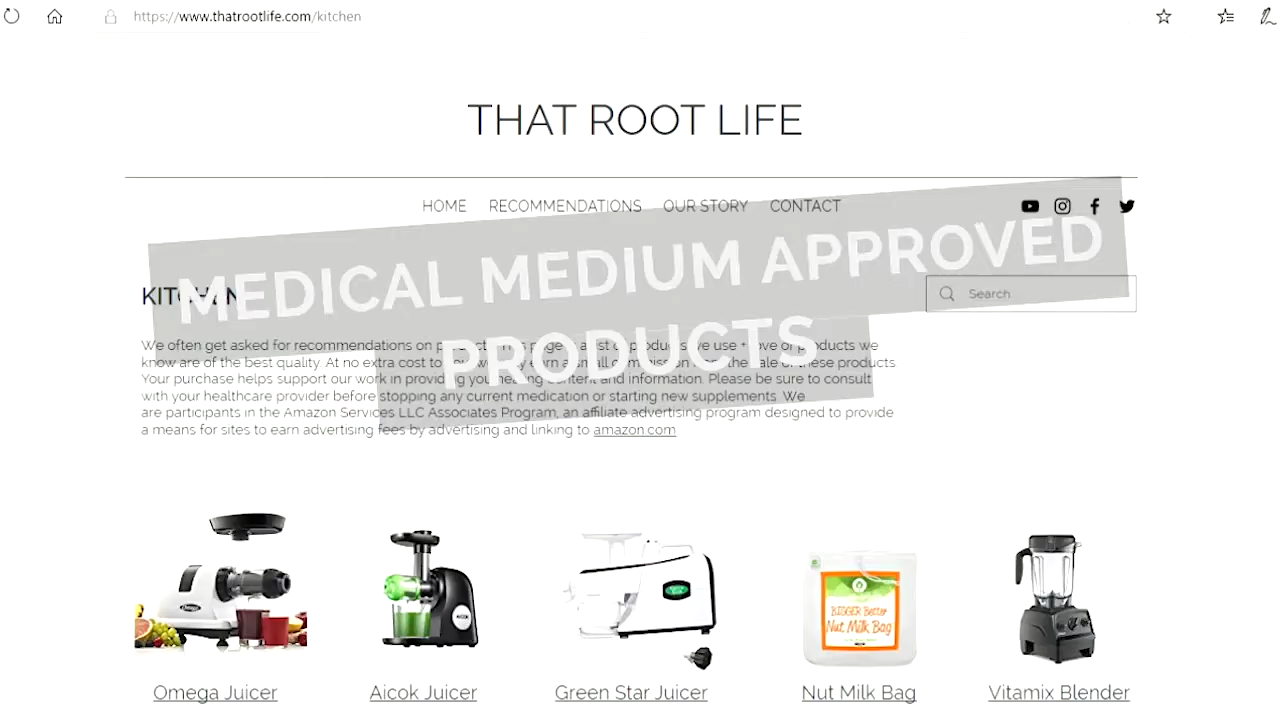 https://www.thatrootlife.com/kitchen
THAT ROOT LIFE
HOME RECOMMENDATIONS OUR STORY CONTACT
MEDICAL MEDIUM APPROVED
PRODUCTS
KITCHEN
Search
We often get asked for recommendations on products. This page is a list of products we use + love or products we
know are of the best quality. At no extra cost to you, we may earn a small commission from the sale of these products.
Your purchase helps support our work in providing you healing content and information. Please be sure to consult
with your healthcare provider before stopping any current medication or starting new supplements. We
are participants in the Amazon Services LLC Associates Program, an affiliate advertising program designed to provide
a means for sites to earn advertising fees by advertising and linking to amazon.com
BIGGER Better
Nut Milk Bag
Omega Juicer
Aicok Juicer
Green Star Juicer
Nut Milk Bag
Vitamix Blender